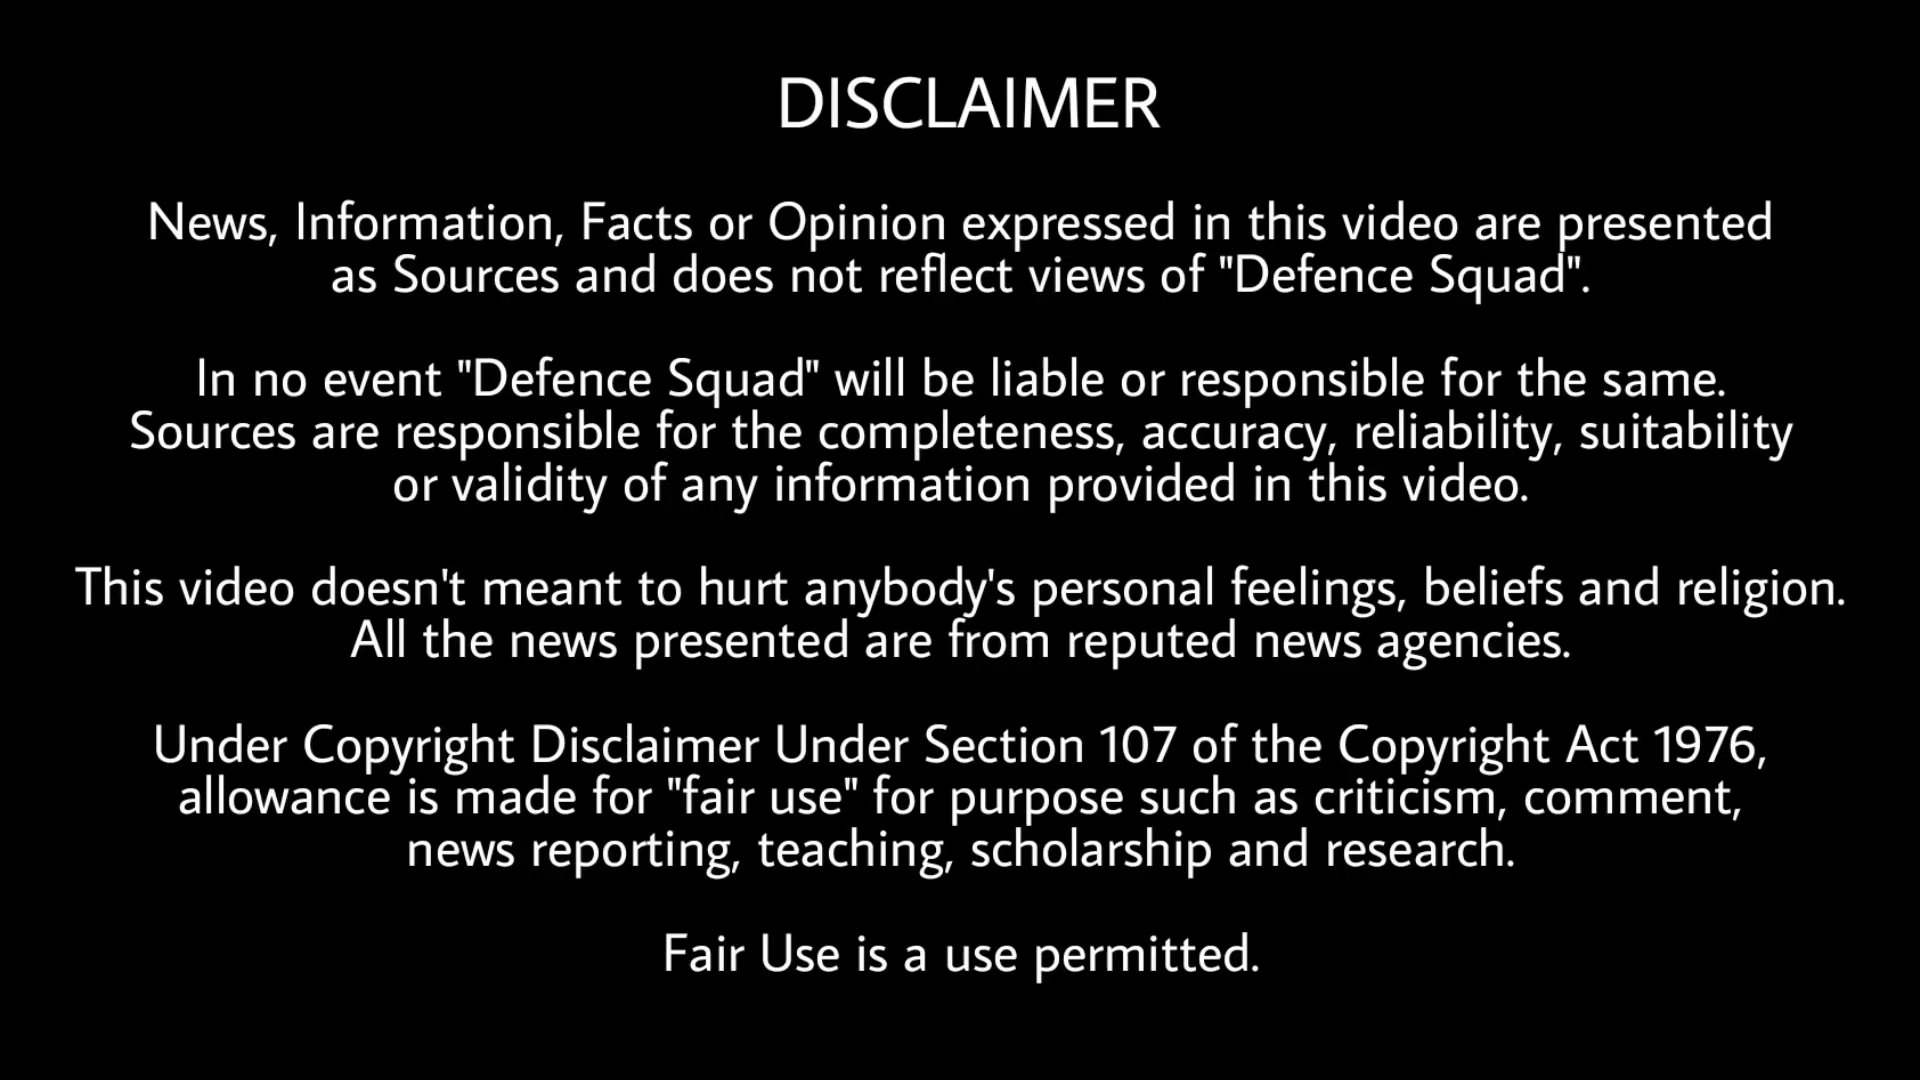 DISCLAIMER
News, Information, Facts or Opinion expressed in this video are presented
as Sources and does not reflect views of "Defence Squad".
In no event "Defence Squad" will be liable or responsible for the same.
Sources are responsible for the completeness, accuracy, reliability, suitability
or validity of any information provided in this video.
This video doesn't meant to hurt anybody's personal feelings, beliefs and religion.
All the news presented are from reputed news agencies.
Under Copyright Disclaimer Under Section 107 of the Copyright Act 1976,
allowance is made for "fair use" for purpose such as criticism, comment,
news reporting, teaching, scholarship and research.
Fair Use is a use permitted.